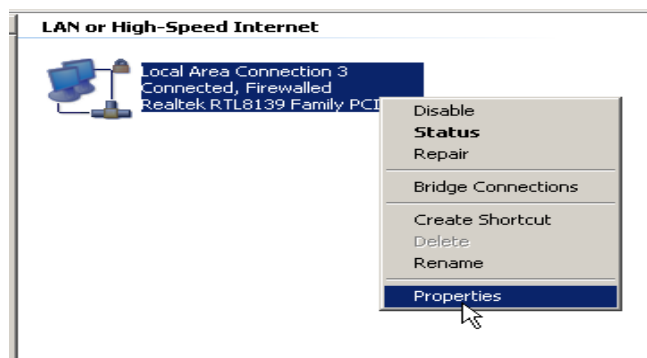 LAN or High-Speed Internet
Local Area Connection 3
Connected, Firewalled
Realtek RTL8139 Family PCI
Disable
Status
Repair
Bridge Connections
Create Shortcut
Delete
Rename
Properties